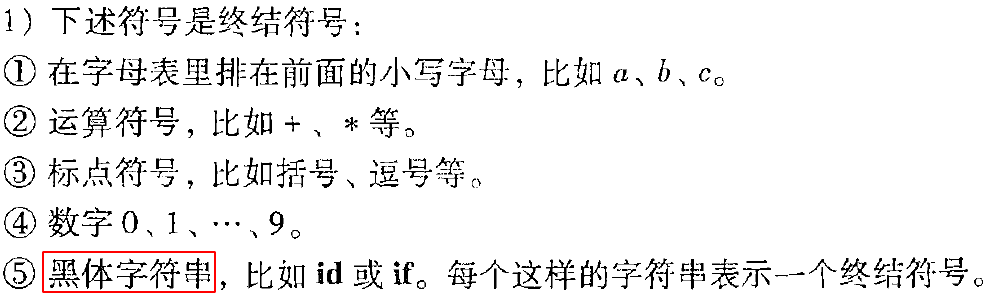 1) 下述符号是终结符号:
① 在字母表里排在前面的小写字母, 比如 a、b、c。
② 运算符号, 比如 + 、* 等。
③ 标点符号, 比如括号、逗号等。
④ 数字 0、1、…、9。
⑤ 黑体字符串, 比如 id 或 if。每个这样的字符串表示一个终结符号。